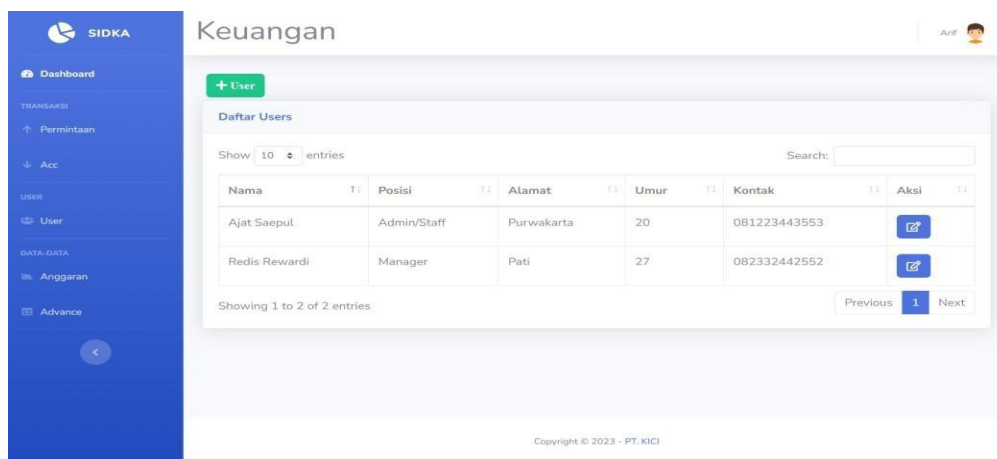 SIDKA
Dashboard
TRANSAKSI
Permintaan
Acc
USER
User
DATA-DATA
Anggaran
Advance
Keuangan
Arif
+ User
Daftar Users
Show 10 entries
Search:
Nama Posisi Alamat Umur Kontak Aksi
Ajat Saepul Admin/Staff Purwakarta 20 081223443553
Redis Rewardi Manager Pati 27 082332442552
Showing 1 to 2 of 2 entries
Previous 1 Next
Copyright © 2023 - PT. KICI